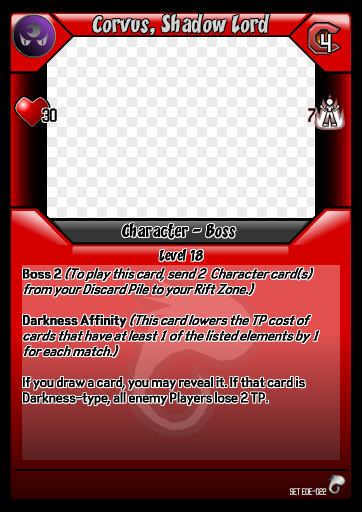 Corvus, Shadow Lord
4
30
7
Character - Boss
Level 18
Boss 2 (To play this card, send 2 Character card(s)
from your Discard Pile to your Rift Zone.)
Darkness Affinity (This card lowers the TP cost of
cards that have at least 1 of the listed elements by 1
for each match.)
If you draw a card, you may reveal it. If that card is
Darkness-type, all enemy Players lose 2 TP.
SET EOE-022